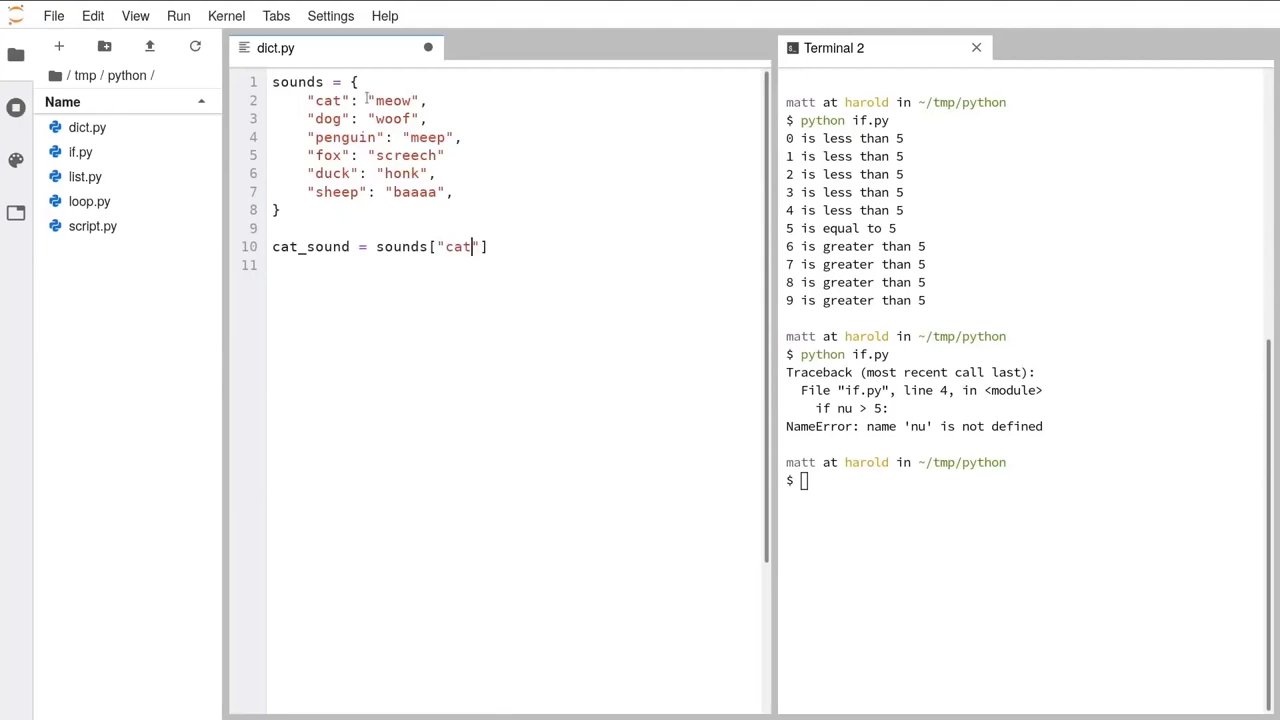 File Edit View Run Kernel Tabs Settings Help
/ tmp / python /
Name
dict.py
if.py
list.py
loop.py
script.py
dict.py
1 sounds = {
2     "cat": "meow",
3     "dog": "woof",
4     "penguin": "meep",
5     "fox": "screech"
6     "duck": "honk",
7     "sheep": "baaaa",
8 }
9
10 cat_sound = sounds["cat"]
11
Terminal 2
matt at harold in ~/tmp/python
$ python if.py
0 is less than 5
1 is less than 5
2 is less than 5
3 is less than 5
4 is less than 5
5 is equal to 5
6 is greater than 5
7 is greater than 5
8 is greater than 5
9 is greater than 5
matt at harold in ~/tmp/python
$ python if.py
Traceback (most recent call last):
  File "if.py", line 4, in <module>
    if nu > 5:
NameError: name 'nu' is not defined
matt at harold in ~/tmp/python
$